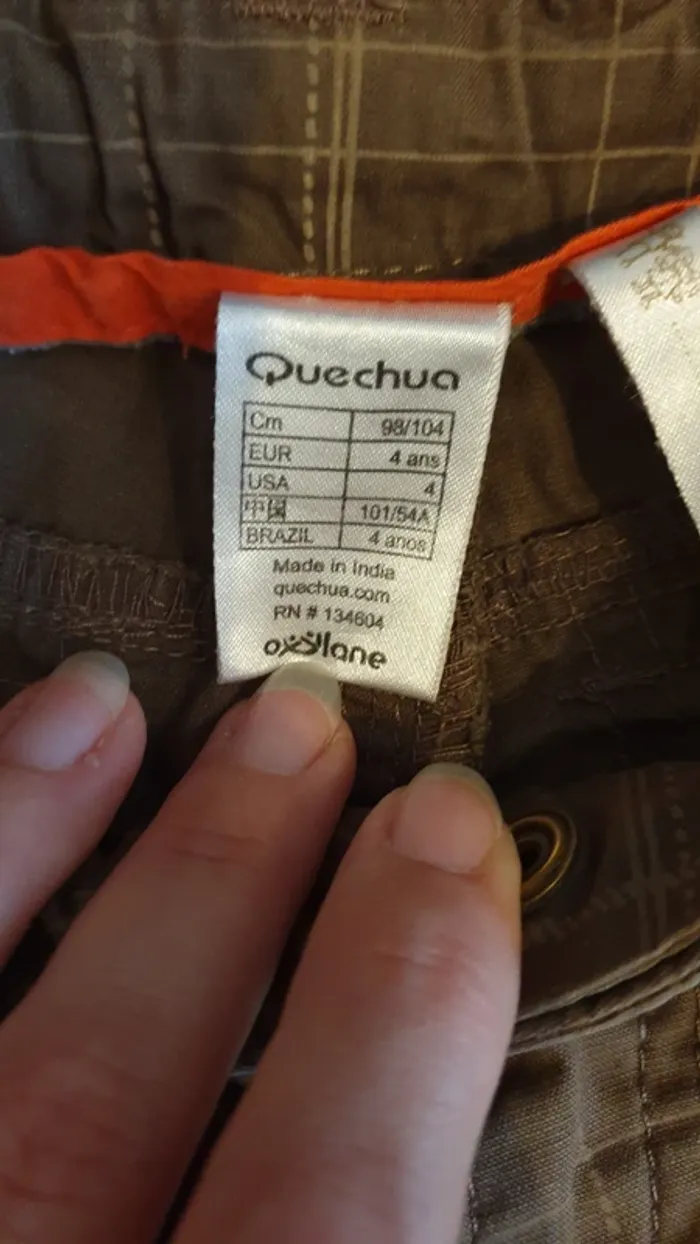 Quechua
Cm 98/104
EUR 4 ans
USA 4
中国 101/54A
BRAZIL 4 anos
Made in India
quechua.com
RN # 134604
oxylane